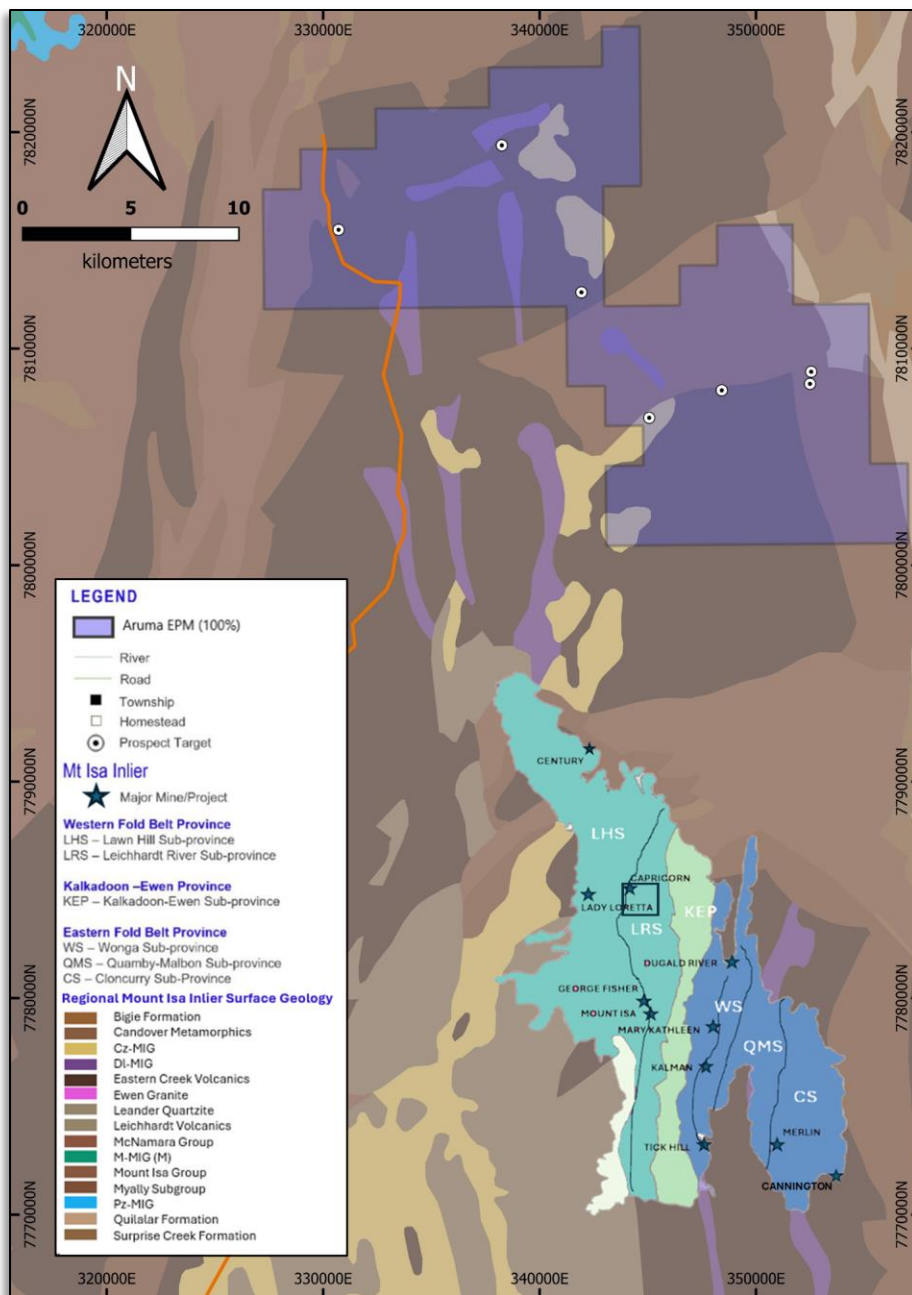 320000E 330000E 340000E 350000E
N
7820000N 7820000N
0 5 10
kilometers
7810000N 7810000N
7800000N 7800000N
LEGEND
Aruma EPM (100%)
River
Road
Township
Homestead
Prospect Target
Mt Isa Inlier
Major Mine/Project
Western Fold Belt Province
LHS – Lawn Hill Sub-province
LRS – Leichhardt River Sub-province
Kalkadoon –Ewen Province
KEP – Kalkadoon-Ewen Sub-province
Eastern Fold Belt Province
WS – Wonga Sub-province
QMS – Quamby-Malbon Sub-province
CS – Cloncurry Sub-Province
Regional Mount Isa Inlier Surface Geology
Bigie Formation
Candover Metamorphics
Cz-MIG
Dl-MIG
Eastern Creek Volcanics
Ewen Granite
Leander Quartzite
Leichhardt Volcanics
McNamara Group
M-MIG (M)
Mount Isa Group
Myally Subgroup
Pz-MIG
Quilalar Formation
Surprise Creek Formation
CENTURY
LHS
CAPRICORN
LADY LORETTA
KEP
LRS
DUGALD RIVER
GEORGE FISHER
WS
MOUNT ISA
MARY KATHLEEN
QMS
KALMAN
CS
MERLIN
TICK HILL
CANNINGTON
7790000N 7790000N
7780000N 7780000N
7770000N 7770000N
320000E 330000E 340000E 350000E